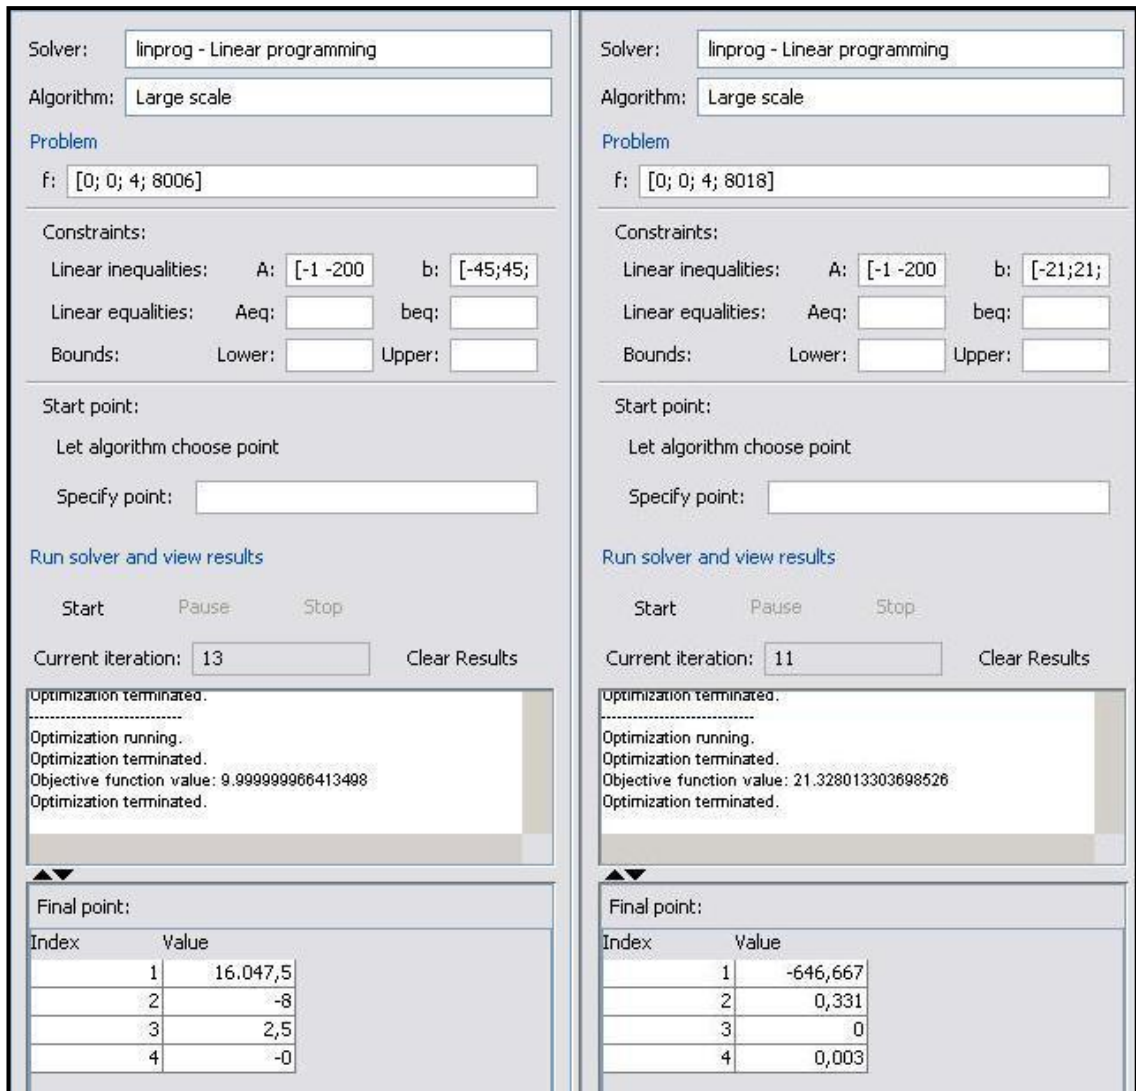 Solver: linprog - Linear programming
Algorithm: Large scale
Problem
f: [0; 0; 4; 8006]
Constraints:
Linear inequalities: A: [-1 -200 b: [-45;45;
Linear equalities: Aeq: beq:
Bounds: Lower: Upper:
Start point:
Let algorithm choose point
Specify point:
Run solver and view results
Start Pause Stop
Current iteration: 13 Clear Results
Optimization terminated.
----------------------------
Optimization running.
Optimization terminated.
Objective function value: 9.999999966413498
Optimization terminated.
Final point:
Index Value
1 16.047,5
2 -8
3 2,5
4 -0
Solver: linprog - Linear programming
Algorithm: Large scale
Problem
f: [0; 0; 4; 8018]
Constraints:
Linear inequalities: A: [-1 -200 b: [-21;21;
Linear equalities: Aeq: beq:
Bounds: Lower: Upper:
Start point:
Let algorithm choose point
Specify point:
Run solver and view results
Start Pause Stop
Current iteration: 11 Clear Results
Optimization terminated.
----------------------------
Optimization running.
Optimization terminated.
Objective function value: 21.328013303698526
Optimization terminated.
Final point:
Index Value
1 -646,667
2 0,331
3 0
4 0,003